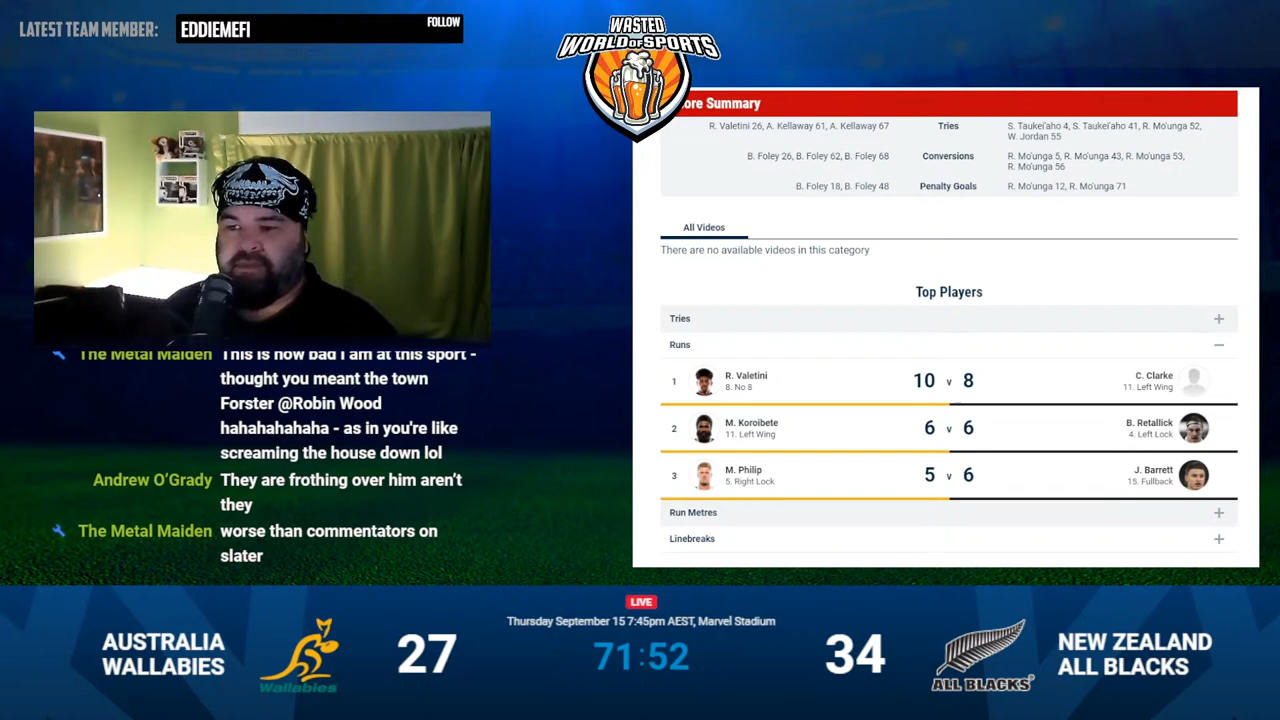 LATEST TEAM MEMBER:
EDDIEMEFI
FOLLOW
WASTED
WORLD OF SPORTS
ore Summary
R. Valetini 26, A. Kellaway 61, A. Kellaway 67
Tries
S. Taukei'aho 4, S. Taukei'aho 41, R. Mo'unga 52,
W. Jordan 55
B. Foley 26, B. Foley 62, B. Foley 68
Conversions
R. Mo'unga 5, R. Mo'unga 43, R. Mo'unga 53,
R. Mo'unga 56
B. Foley 18, B. Foley 48
Penalty Goals
R. Mo'unga 12, R. Mo'unga 71
All Videos
There are no available videos in this category
Top Players
Tries +
Runs −
1 R. Valetini 10 v 8 C. Clarke
8. No 8 11. Left Wing
2 M. Koroibete 6 v 6 B. Retallick
11. Left Wing 4. Left Lock
3 M. Philip 5 v 6 J. Barrett
5. Right Lock 15. Fullback
Run Metres +
Linebreaks +
The Metal Maiden This is how bad I am at this sport -
thought you meant the town
Forster @Robin Wood
hahahahahaha - as in you're like
screaming the house down lol
Andrew O’Grady They are frothing over him aren’t
they
The Metal Maiden worse than commentators on
slater
LIVE
Thursday September 15 7:45pm AEST, Marvel Stadium
AUSTRALIA
WALLABIES
Wallabies
27
71:52
34
ALL BLACKS
NEW ZEALAND
ALL BLACKS